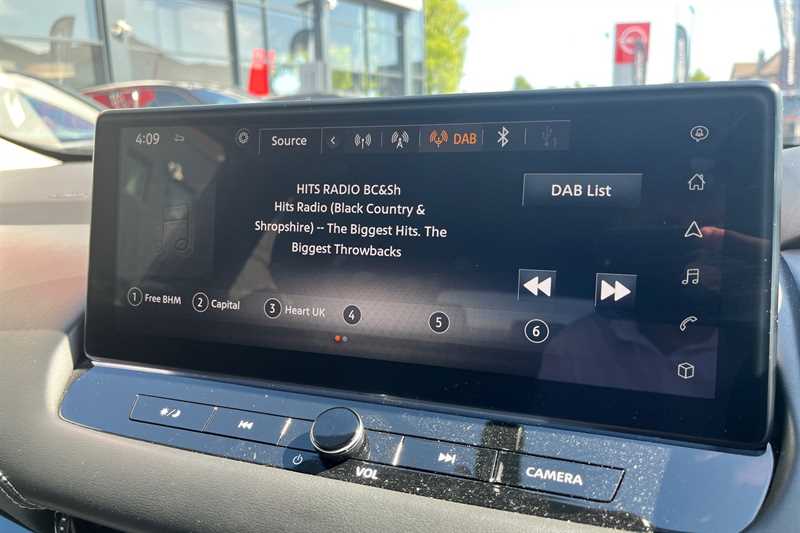 4:09
Source
DAB
HITS RADIO BC&Sh
Hits Radio (Black Country &
Shropshire) -- The Biggest Hits. The
Biggest Throwbacks
DAB List
1 Free BHM
2 Capital
3 Heart UK
4
5
6
VOL
CAMERA